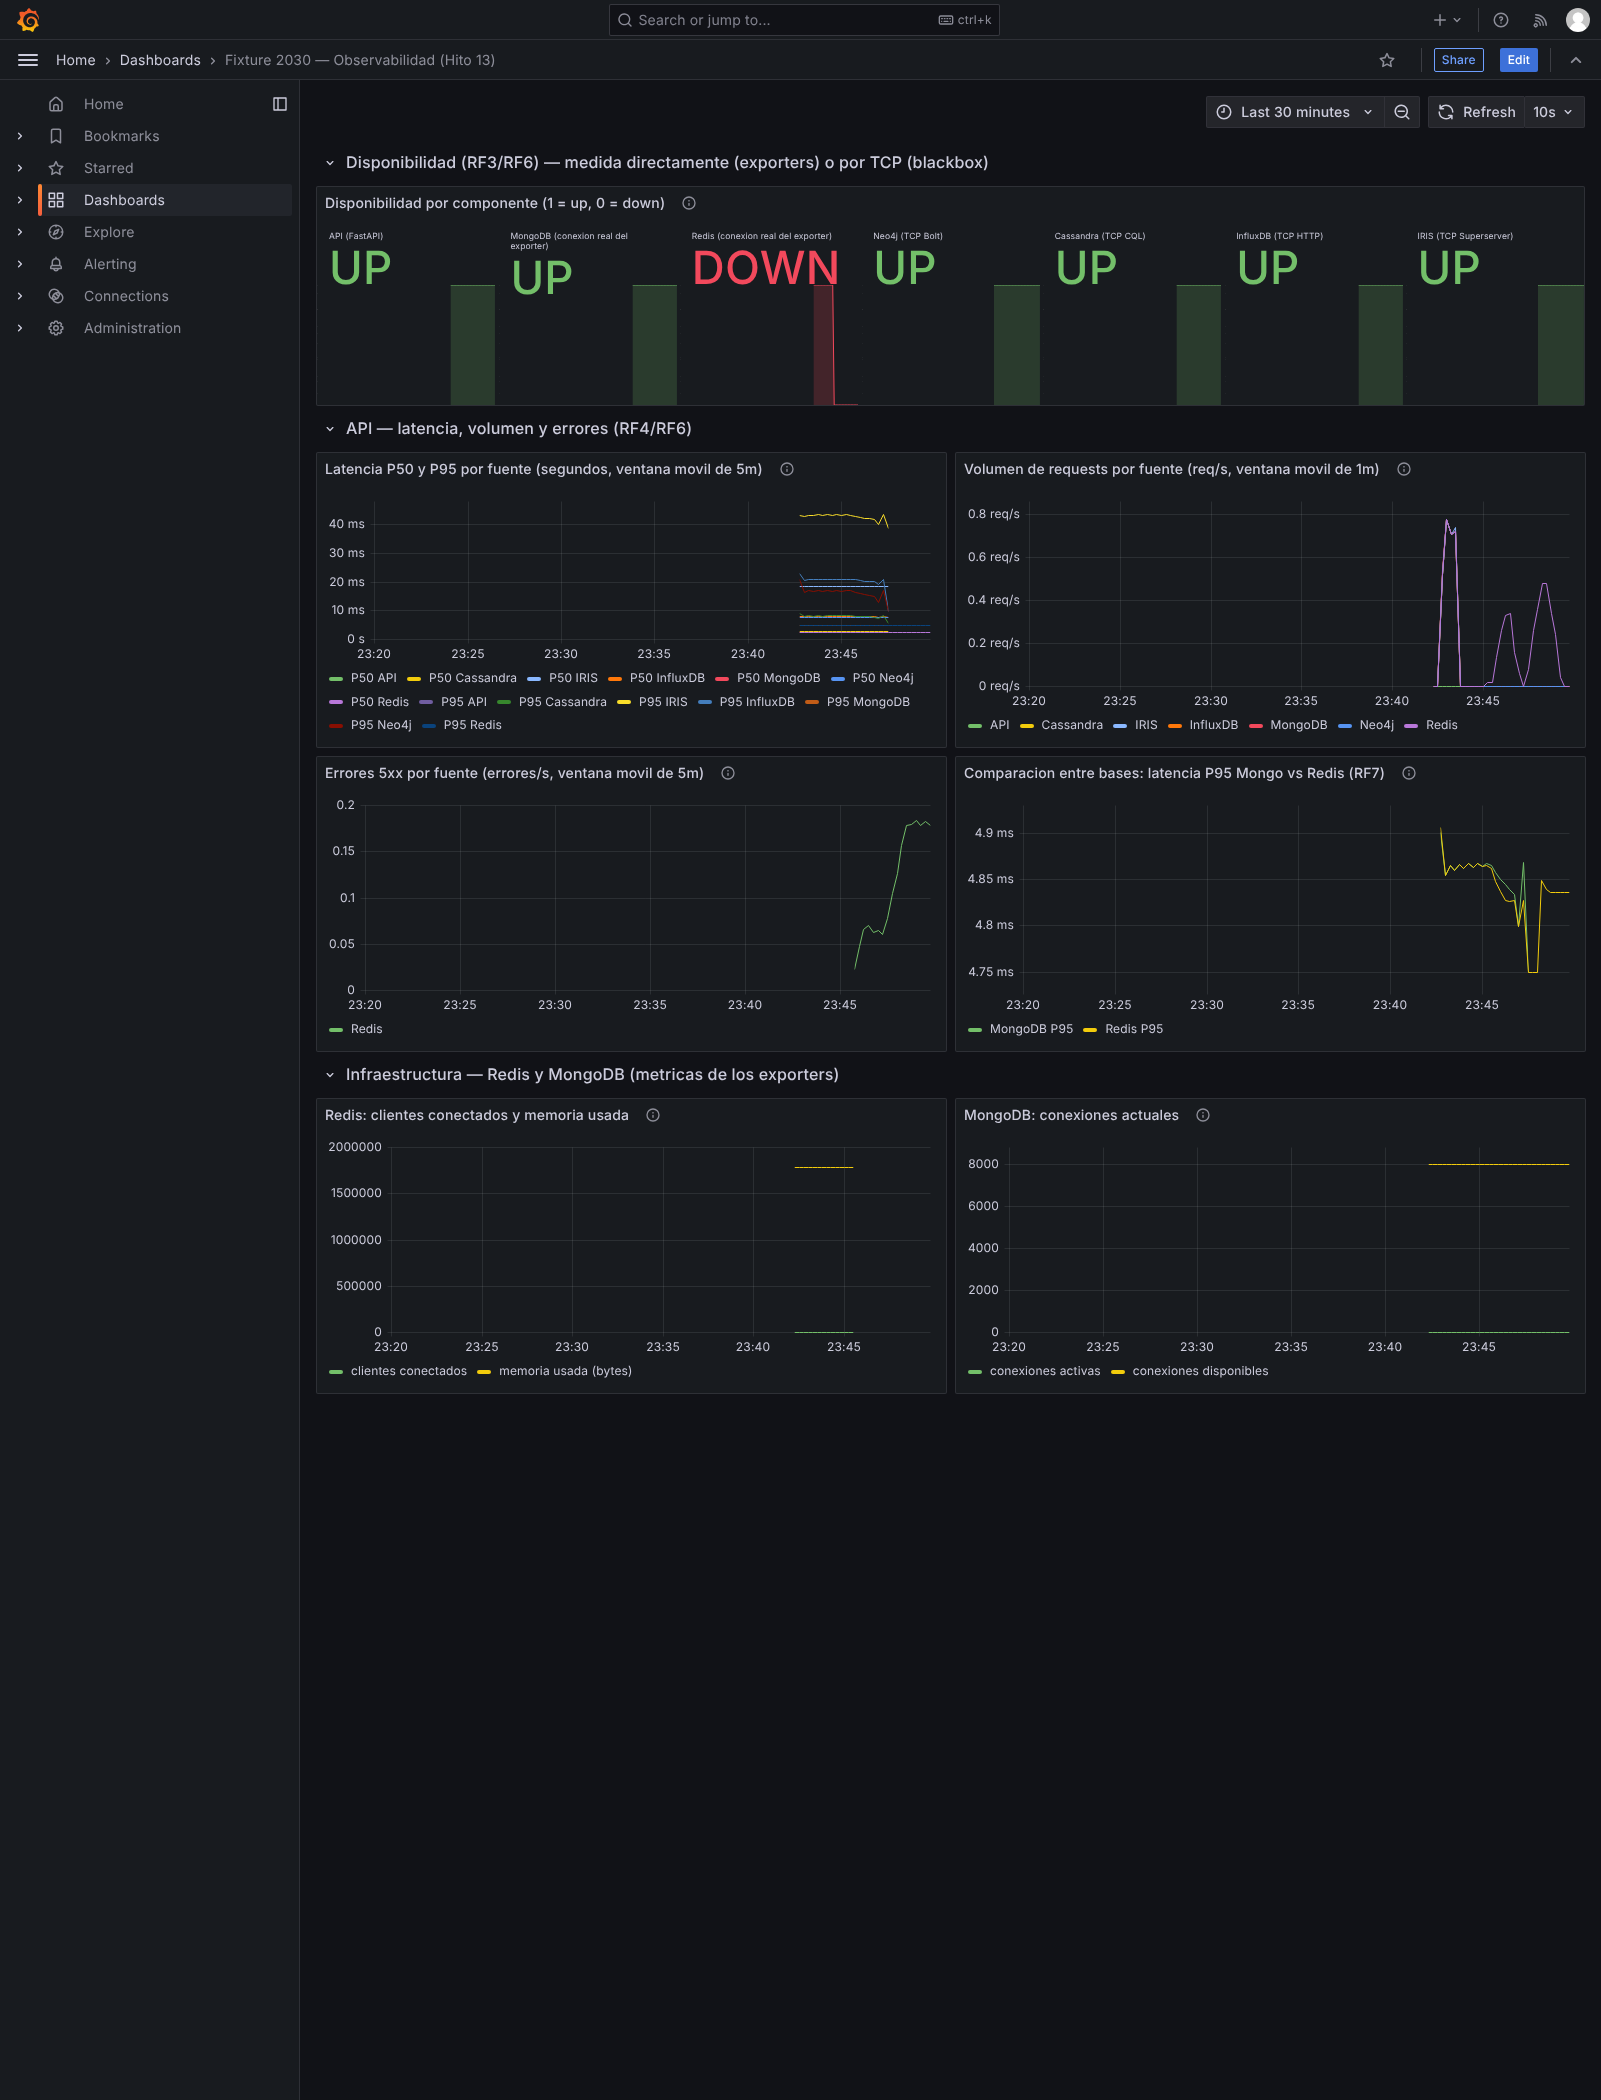 Search or jump to...
ctrl+k
Home › Dashboards › Fixture 2030 — Observabilidad (Hito 13)
Share
Edit
Home
Bookmarks
Starred
Dashboards
Explore
Alerting
Connections
Administration
Last 30 minutes
Refresh
10s
Disponibilidad (RF3/RF6) — medida directamente (exporters) o por TCP (blackbox)
Disponibilidad por componente (1 = up, 0 = down)
API (FastAPI)
UP
MongoDB (conexion real del
exporter)
UP
Redis (conexion real del exporter)
DOWN
Neo4j (TCP Bolt)
UP
Cassandra (TCP CQL)
UP
InfluxDB (TCP HTTP)
UP
IRIS (TCP Superserver)
UP
API — latencia, volumen y errores (RF4/RF6)
Latencia P50 y P95 por fuente (segundos, ventana movil de 5m)
40 ms
30 ms
20 ms
10 ms
0 s
23:20 23:25 23:30 23:35 23:40 23:45
P50 API P50 Cassandra P50 IRIS P50 InfluxDB P50 MongoDB P50 Neo4j
P50 Redis P95 API P95 Cassandra P95 IRIS P95 InfluxDB P95 MongoDB
P95 Neo4j P95 Redis
Volumen de requests por fuente (req/s, ventana movil de 1m)
0.8 req/s
0.6 req/s
0.4 req/s
0.2 req/s
0 req/s
23:20 23:25 23:30 23:35 23:40 23:45
API Cassandra IRIS InfluxDB MongoDB Neo4j Redis
Errores 5xx por fuente (errores/s, ventana movil de 5m)
0.2
0.15
0.1
0.05
0
23:20 23:25 23:30 23:35 23:40 23:45
Redis
Comparacion entre bases: latencia P95 Mongo vs Redis (RF7)
4.9 ms
4.85 ms
4.8 ms
4.75 ms
23:20 23:25 23:30 23:35 23:40 23:45
MongoDB P95 Redis P95
Infraestructura — Redis y MongoDB (metricas de los exporters)
Redis: clientes conectados y memoria usada
2000000
1500000
1000000
500000
0
23:20 23:25 23:30 23:35 23:40 23:45
clientes conectados memoria usada (bytes)
MongoDB: conexiones actuales
8000
6000
4000
2000
0
23:20 23:25 23:30 23:35 23:40 23:45
conexiones activas conexiones disponibles